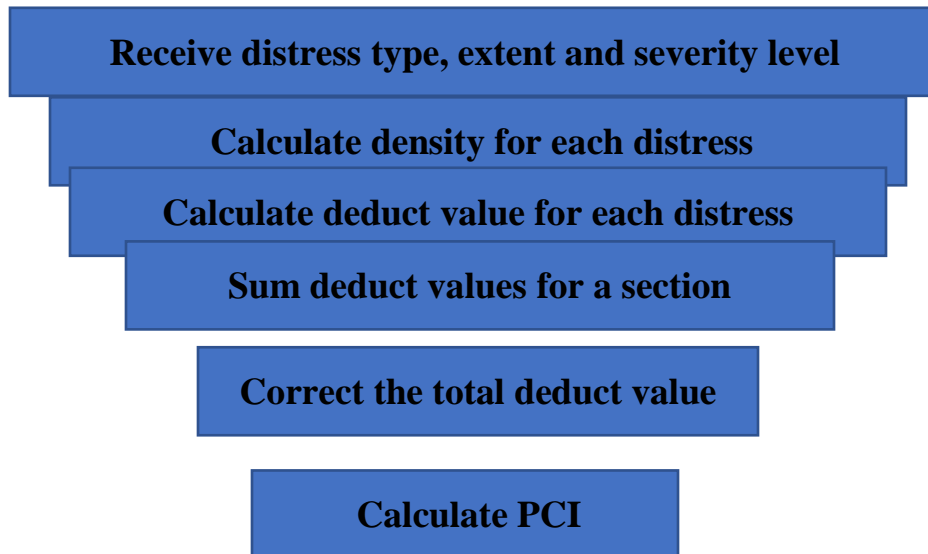 Receive distress type, extent and severity level
Calculate density for each distress
Calculate deduct value for each distress
Sum deduct values for a section
Correct the total deduct value
Calculate PCI